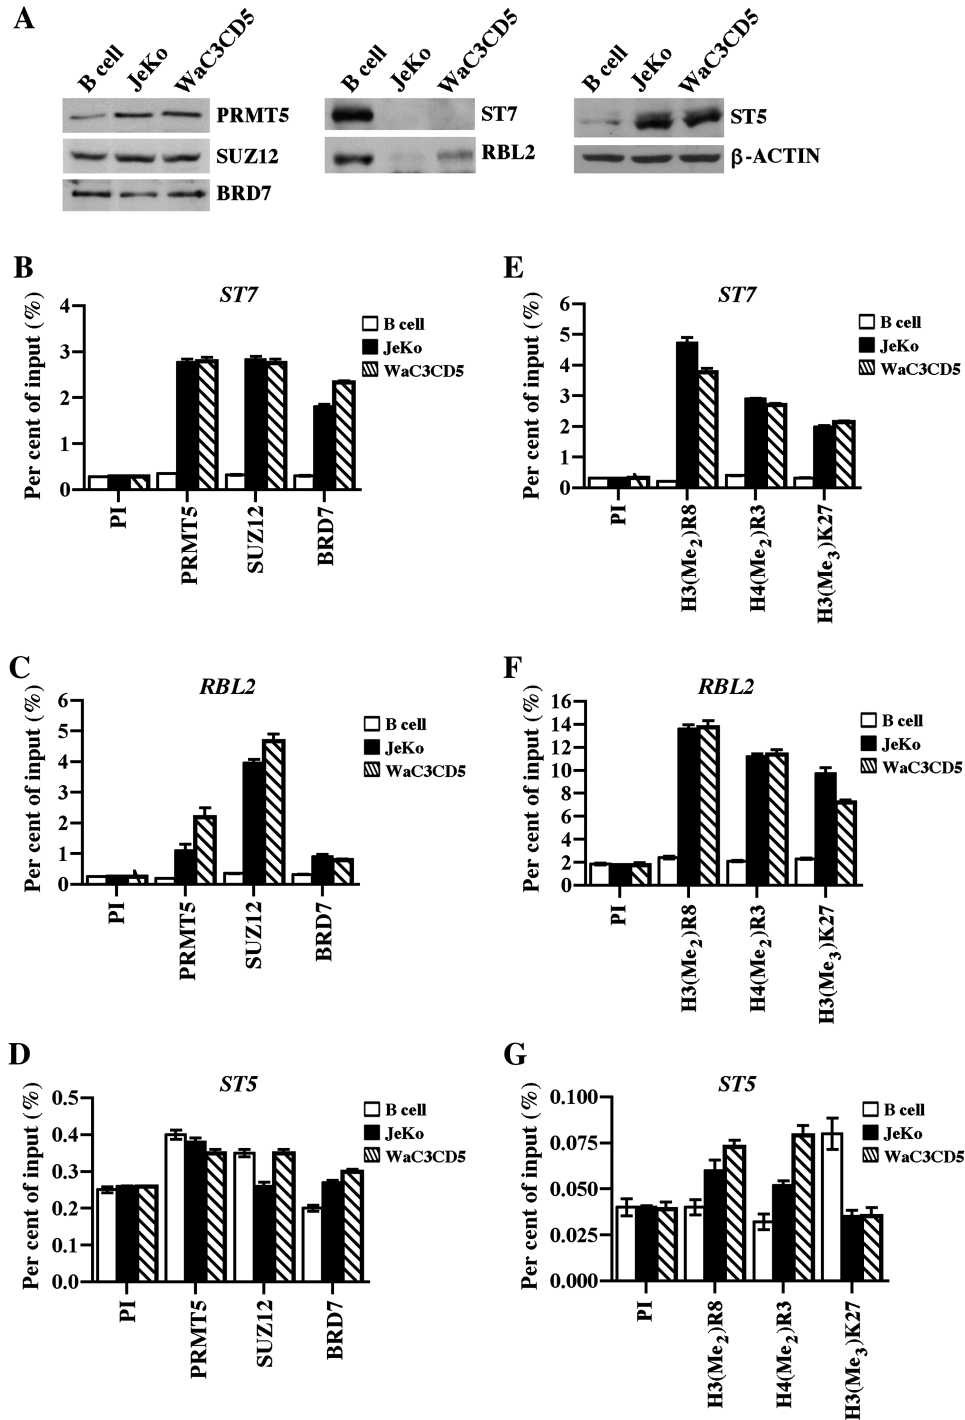 A
B cell
JeKo
WaC3CD5
PRMT5
SUZ12
BRD7
B cell
JeKo
WaC3CD5
ST7
RBL2
B cell
JeKo
WaC3CD5
ST5
β-ACTIN
B
ST7
Per cent of input (%)
4
3
2
1
0
PI
PRMT5
SUZ12
BRD7
B cell
JeKo
WaC3CD5
E
ST7
Per cent of input (%)
6
5
4
3
2
1
0
PI
H3(Me2)R8
H4(Me2)R3
H3(Me3)K27
B cell
JeKo
WaC3CD5
C
RBL2
Per cent of input (%)
6
5
4
3
2
1
0
PI
PRMT5
SUZ12
BRD7
B cell
JeKo
WaC3CD5
F
RBL2
Per cent of input (%)
16
14
12
10
8
6
4
2
0
PI
H3(Me2)R8
H4(Me2)R3
H3(Me3)K27
B cell
JeKo
WaC3CD5
D
ST5
Per cent of input (%)
0.5
0.4
0.3
0.2
0.1
0.0
PI
PRMT5
SUZ12
BRD7
B cell
JeKo
WaC3CD5
G
ST5
Per cent of input (%)
0.100
0.075
0.050
0.025
0.000
PI
H3(Me2)R8
H4(Me2)R3
H3(Me3)K27
B cell
JeKo
WaC3CD5